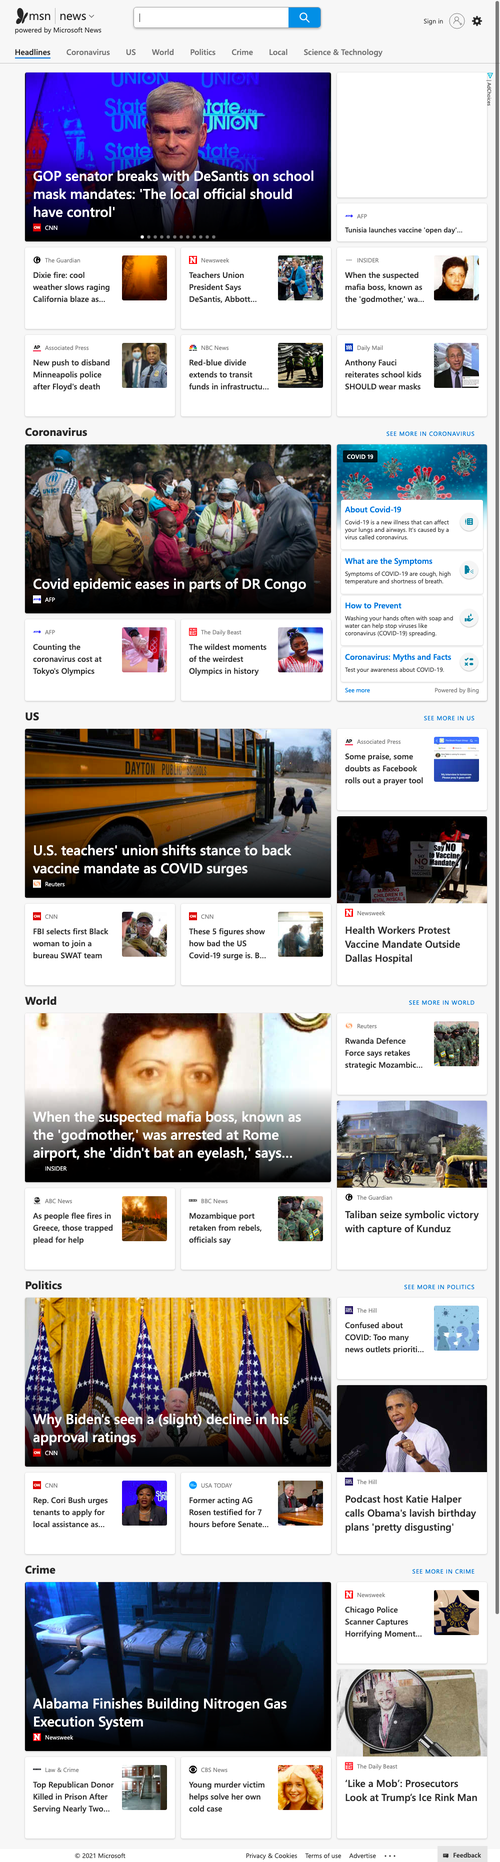 msn | news
powered by Microsoft News
Sign in
Headlines Coronavirus US World Politics Crime Local Science & Technology
State of the UNION
GOP senator breaks with DeSantis on school
mask mandates: 'The local official should
have control'
CNN
AdChoices
AFP
Tunisia launches vaccine 'open day'...
The Guardian
Dixie fire: cool
weather slows raging
California blaze as...
Newsweek
Teachers Union
President Says
DeSantis, Abbott...
INSIDER
When the suspected
mafia boss, known as
the 'godmother,' wa...
AP Associated Press
New push to disband
Minneapolis police
after Floyd's death
NBC News
Red-blue divide
extends to transit
funds in infrastructu...
Daily Mail
Anthony Fauci
reiterates school kids
SHOULD wear masks
Coronavirus
SEE MORE IN CORONAVIRUS
Covid epidemic eases in parts of DR Congo
AFP
COVID 19
About Covid-19
Covid-19 is a new illness that can affect
your lungs and airways. It's caused by a
virus called coronavirus.
What are the Symptoms
Symptoms of COVID-19 are cough, high
temperature and shortness of breath.
How to Prevent
Washing your hands often with soap and
water can help stop viruses like
coronavirus (COVID-19) spreading.
Coronavirus: Myths and Facts
Test your awareness about COVID-19.
See more
Powered by Bing
AFP
Counting the
coronavirus cost at
Tokyo's Olympics
The Daily Beast
The wildest moments
of the weirdest
Olympics in history
US
SEE MORE IN US
DAYTON PUBLIC SCHOOLS
U.S. teachers' union shifts stance to back
vaccine mandate as COVID surges
Reuters
AP Associated Press
Some praise, some
doubts as Facebook
rolls out a prayer tool
Say NO
to Vaccine
Mandate!
Newsweek
Health Workers Protest
Vaccine Mandate Outside
Dallas Hospital
CNN
FBI selects first Black
woman to join a
bureau SWAT team
CNN
These 5 figures show
how bad the US
Covid-19 surge is. B...
World
SEE MORE IN WORLD
When the suspected mafia boss, known as
the 'godmother,' was arrested at Rome
airport, she 'didn't bat an eyelash,' says...
INSIDER
Reuters
Rwanda Defence
Force says retakes
strategic Mozambic...
The Guardian
Taliban seize symbolic victory
with capture of Kunduz
ABC News
As people flee fires in
Greece, those trapped
plead for help
BBC News
Mozambique port
retaken from rebels,
officials say
Politics
SEE MORE IN POLITICS
Why Biden's seen a (slight) decline in his
approval ratings
CNN
The Hill
Confused about
COVID: Too many
news outlets prioriti...
The Hill
Podcast host Katie Halper
calls Obama's lavish birthday
plans 'pretty disgusting'
CNN
Rep. Cori Bush urges
tenants to apply for
local assistance as...
USA TODAY
Former acting AG
Rosen testified for 7
hours before Senate...
Crime
SEE MORE IN CRIME
Alabama Finishes Building Nitrogen Gas
Execution System
Newsweek
Newsweek
Chicago Police
Scanner Captures
Horrifying Moment...
The Daily Beast
'Like a Mob': Prosecutors
Look at Trump's Ice Rink Man
Law & Crime
Top Republican Donor
Killed in Prison After
Serving Nearly Two...
CBS News
Young murder victim
helps solve her own
cold case
© 2021 Microsoft
Privacy & Cookies Terms of use Advertise ...
Feedback